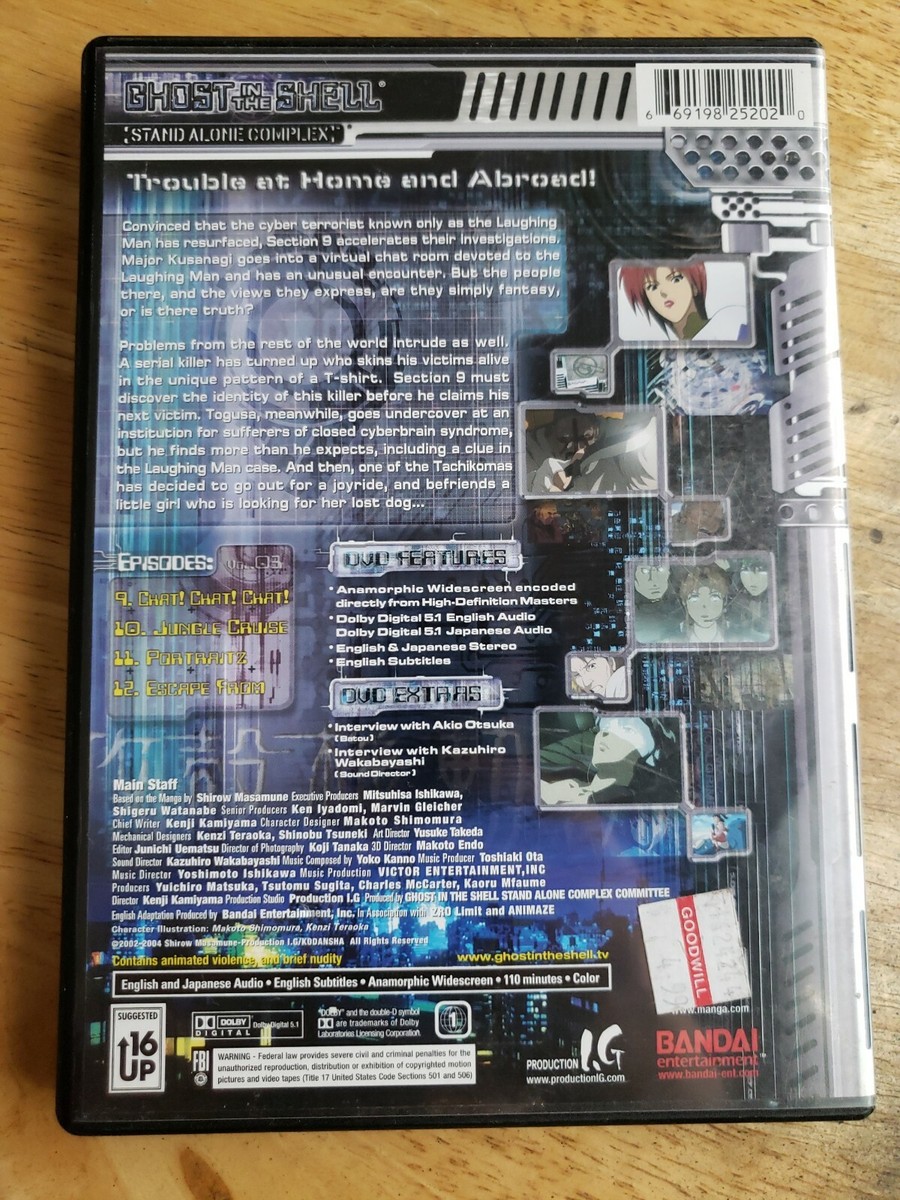 GHOST IN THE SHELL®
STAND ALONE COMPLEX
6 69198 25202 0
Trouble at Home and Abroad!
Convinced that the cyber terrorist known only as the Laughing
Man has resurfaced, Section 9 accelerates their investigations.
Major Kusanagi goes into a virtual chat room devoted to the
Laughing Man and has an unusual encounter. But the people
there, and the views they express, are they simply fantasy,
or is there truth?
Problems from the rest of the world intrude as well.
A serial killer has turned up who skins his victims alive
in the unique pattern of a T-shirt. Section 9 must
discover the identity of this killer before he claims his
next victim. Togusa, meanwhile, goes undercover at an
institution for sufferers of closed cyberbrain syndrome,
but he finds more than he expects, including a clue in
the Laughing Man case. And then, one of the Tachikomas
has decided to go out for a joyride, and befriends a
little girl who is looking for her lost dog...
EPISODES: VOL.03
9. CHAT! CHAT! CHAT!
10. JUNGLE CRUISE
11. PORTRAITZ
12. ESCAPE FROM
DVD FEATURES
• Anamorphic Widescreen encoded
directly from High-Definition Masters
• Dolby Digital 5.1 English Audio
Dolby Digital 5.1 Japanese Audio
• English & Japanese Stereo
• English Subtitles
DVD EXTRAS
• Interview with Akio Otsuka
(Batou)
• Interview with Kazuhiro
Wakabayashi
(Sound Director)
Main Staff
Based on the Manga by Shirow Masamune Executive Producers Mitsuhisa Ishikawa,
Shigeru Watanabe Senior Producers Ken Iyadomi, Marvin Gleicher
Chief Writer Kenji Kamiyama Character Designer Makoto Shimomura
Mechanical Designers Kenzi Teraoka, Shinobu Tsuneki Art Director Yusuke Takeda
Editor Junichi Uematsu Director of Photography Koji Tanaka 3D Director Makoto Endo
Sound Director Kazuhiro Wakabayashi Music Composed by Yoko Kanno Music Producer Toshiaki Ota
Music Director Yoshimoto Ishikawa Music Production VICTOR ENTERTAINMENT,INC
Producers Yuichiro Matsuka, Tsutomu Sugita, Charles McCarter, Kaoru Mfaume
Director Kenji Kamiyama Production Studio Production I.G Produced by GHOST IN THE SHELL STAND ALONE COMPLEX COMMITTEE
English Adaptation Produced by Bandai Entertainment, Inc. in Association with ZRO Limit and ANIMAZE
Character Illustration: Makoto Shimomura, Kenzi Teraoka
©2002-2004 Shirow Masamune-Production I.G/KODANSHA All Rights Reserved
Contains animated violence, and brief nudity
www.ghostintheshell.tv
English and Japanese Audio • English Subtitles • Anamorphic Widescreen • 110 minutes • Color
GOODWILL
www.manga.com
SUGGESTED
16
UP
DOLBY
DIGITAL
Dolby Digital 5.1
"DOLBY" and the double-D symbol
are trademarks of Dolby
Laboratories Licensing Corporation.
1
FBI
WARNING - Federal law provides severe civil and criminal penalties for the
unauthorized reproduction, distribution or exhibition of copyrighted motion
pictures and video tapes (Title 17 United States Code Sections 501 and 506)
PRODUCTION I.G
www.productionIG.com
BANDAI
entertainment™
www.bandai-ent.com